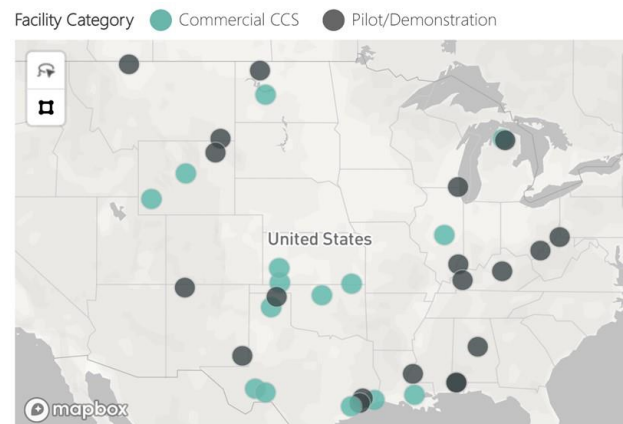 Facility Category Commercial CCS Pilot/Demonstration
United States
mapbox